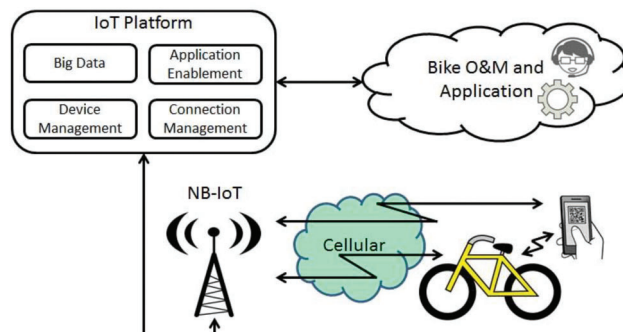 IoT Platform
Big Data
Application
Enablement
Device
Management
Connection
Management
Bike O&M and
Application
NB-IoT
Cellular